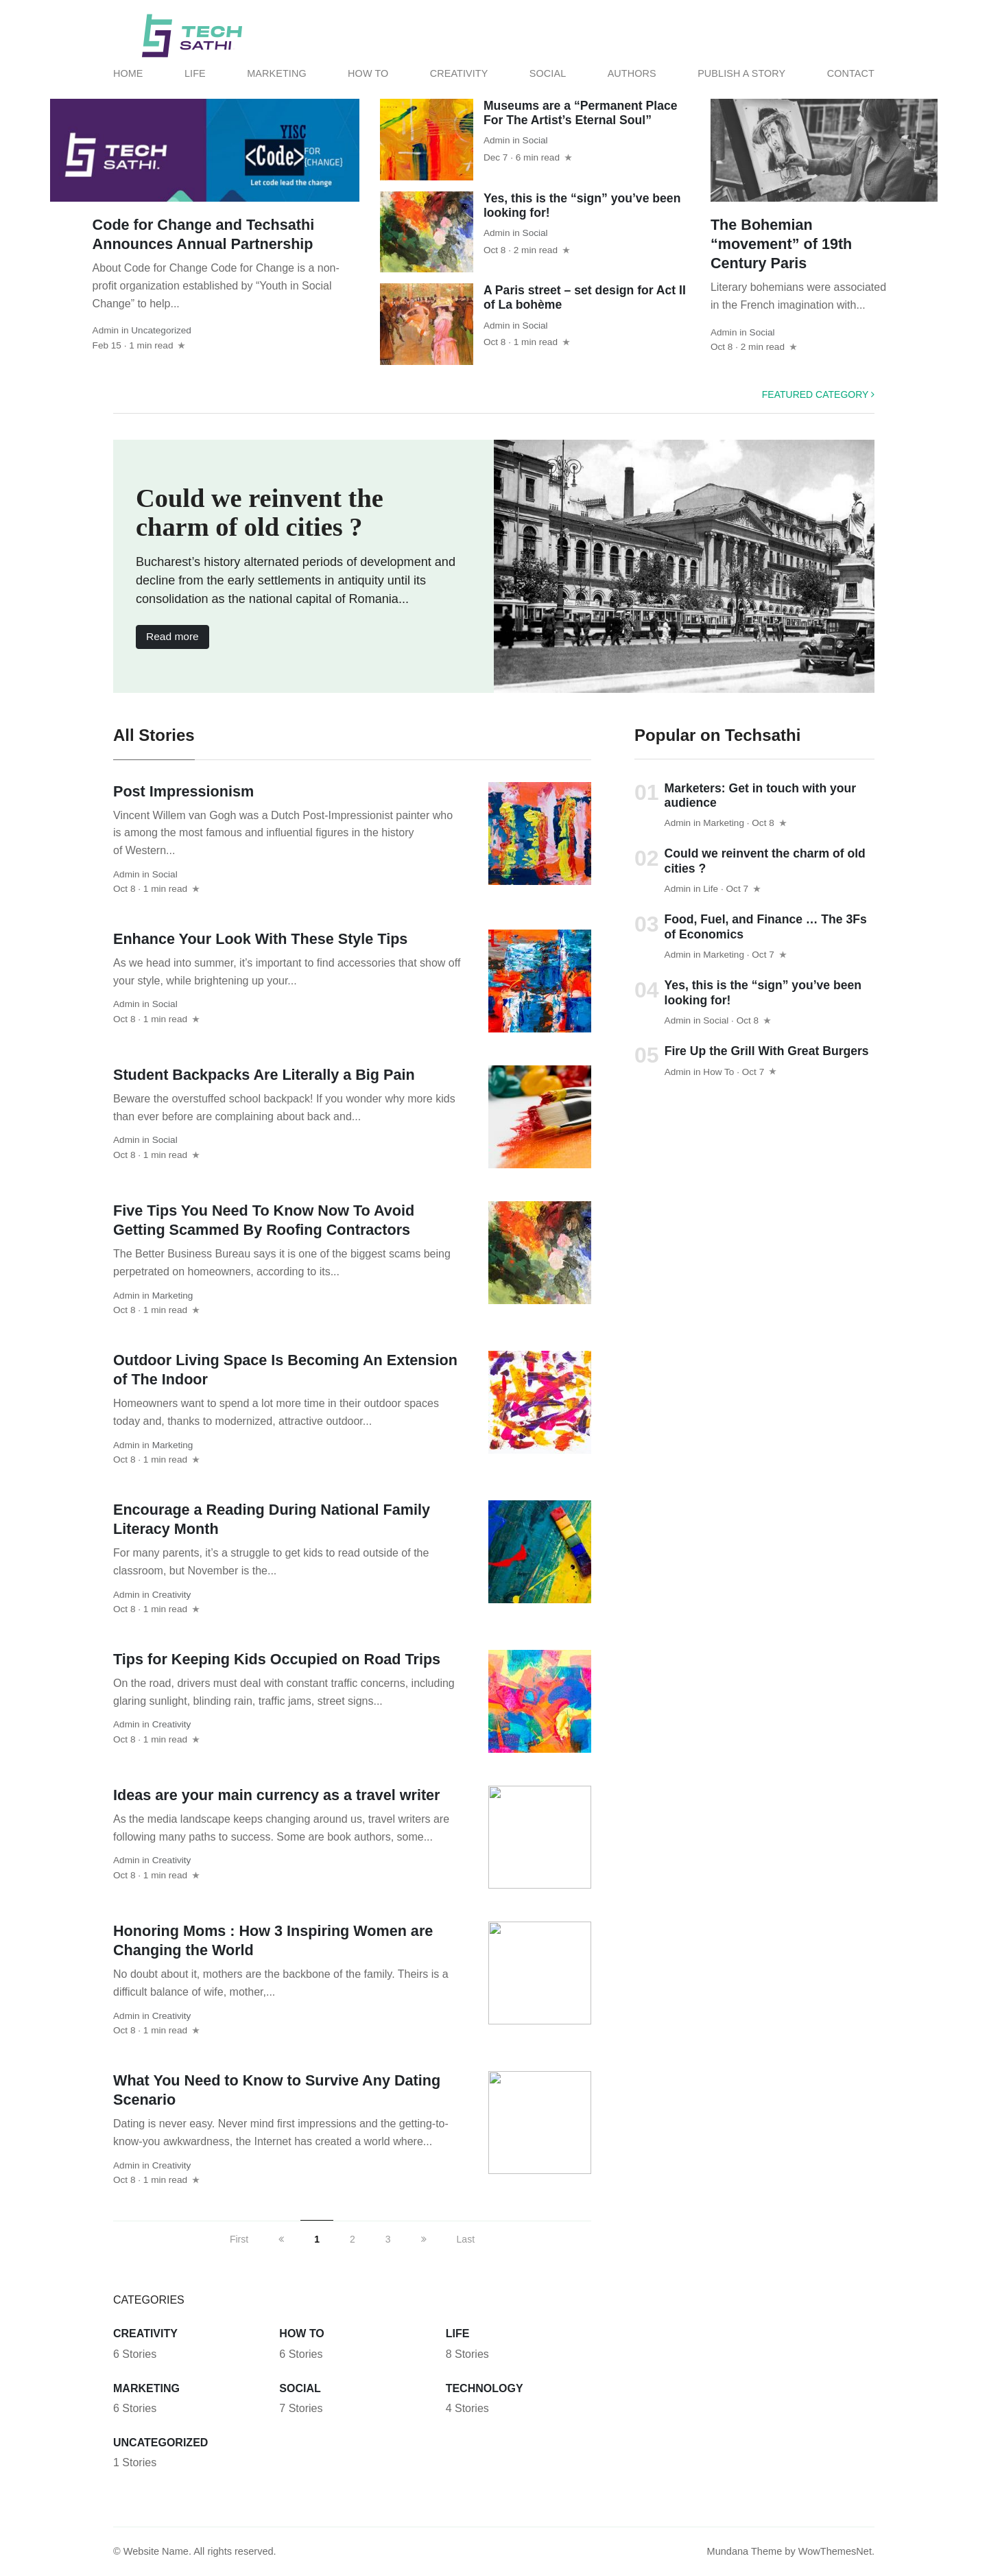 TECH
SATHI
HOME LIFE MARKETING HOW TO CREATIVITY SOCIAL AUTHORS PUBLISH A STORY CONTACT
TECH
SATHI.
YISC
<Code>
FOR
{CHANGE}
Let code lead the change
Code for Change and Techsathi
Announces Annual Partnership
About Code for Change Code for Change is a non-
profit organization established by “Youth in Social
Change” to help...
Admin in Uncategorized
Feb 15 · 1 min read ★
Museums are a “Permanent Place
For The Artist’s Eternal Soul”
Admin in Social
Dec 7 · 6 min read ★
Yes, this is the “sign” you’ve been
looking for!
Admin in Social
Oct 8 · 2 min read ★
A Paris street – set design for Act II
of La bohème
Admin in Social
Oct 8 · 1 min read ★
The Bohemian
“movement” of 19th
Century Paris
Literary bohemians were associated
in the French imagination with...
Admin in Social
Oct 8 · 2 min read ★
FEATURED CATEGORY ›
Could we reinvent the
charm of old cities ?
Bucharest’s history alternated periods of development and
decline from the early settlements in antiquity until its
consolidation as the national capital of Romania...
Read more
All Stories
Post Impressionism
Vincent Willem van Gogh was a Dutch Post-Impressionist painter who
is among the most famous and influential figures in the history
of Western...
Admin in Social
Oct 8 · 1 min read ★
Enhance Your Look With These Style Tips
As we head into summer, it’s important to find accessories that show off
your style, while brightening up your...
Admin in Social
Oct 8 · 1 min read ★
Student Backpacks Are Literally a Big Pain
Beware the overstuffed school backpack! If you wonder why more kids
than ever before are complaining about back and...
Admin in Social
Oct 8 · 1 min read ★
Five Tips You Need To Know Now To Avoid
Getting Scammed By Roofing Contractors
The Better Business Bureau says it is one of the biggest scams being
perpetrated on homeowners, according to its...
Admin in Marketing
Oct 8 · 1 min read ★
Outdoor Living Space Is Becoming An Extension
of The Indoor
Homeowners want to spend a lot more time in their outdoor spaces
today and, thanks to modernized, attractive outdoor...
Admin in Marketing
Oct 8 · 1 min read ★
Encourage a Reading During National Family
Literacy Month
For many parents, it’s a struggle to get kids to read outside of the
classroom, but November is the...
Admin in Creativity
Oct 8 · 1 min read ★
Tips for Keeping Kids Occupied on Road Trips
On the road, drivers must deal with constant traffic concerns, including
glaring sunlight, blinding rain, traffic jams, street signs...
Admin in Creativity
Oct 8 · 1 min read ★
Ideas are your main currency as a travel writer
As the media landscape keeps changing around us, travel writers are
following many paths to success. Some are book authors, some...
Admin in Creativity
Oct 8 · 1 min read ★
Honoring Moms : How 3 Inspiring Women are
Changing the World
No doubt about it, mothers are the backbone of the family. Theirs is a
difficult balance of wife, mother,...
Admin in Creativity
Oct 8 · 1 min read ★
What You Need to Know to Survive Any Dating
Scenario
Dating is never easy. Never mind first impressions and the getting-to-
know-you awkwardness, the Internet has created a world where...
Admin in Creativity
Oct 8 · 1 min read ★
First « 1 2 3 » Last
Popular on Techsathi
01 Marketers: Get in touch with your
audience
Admin in Marketing · Oct 8 ★
02 Could we reinvent the charm of old
cities ?
Admin in Life · Oct 7 ★
03 Food, Fuel, and Finance … The 3Fs
of Economics
Admin in Marketing · Oct 7 ★
04 Yes, this is the “sign” you’ve been
looking for!
Admin in Social · Oct 8 ★
05 Fire Up the Grill With Great Burgers
Admin in How To · Oct 7 ★
CATEGORIES
CREATIVITY HOW TO LIFE
6 Stories 6 Stories 8 Stories
MARKETING SOCIAL TECHNOLOGY
6 Stories 7 Stories 4 Stories
UNCATEGORIZED
1 Stories
© Website Name. All rights reserved. Mundana Theme by WowThemesNet.